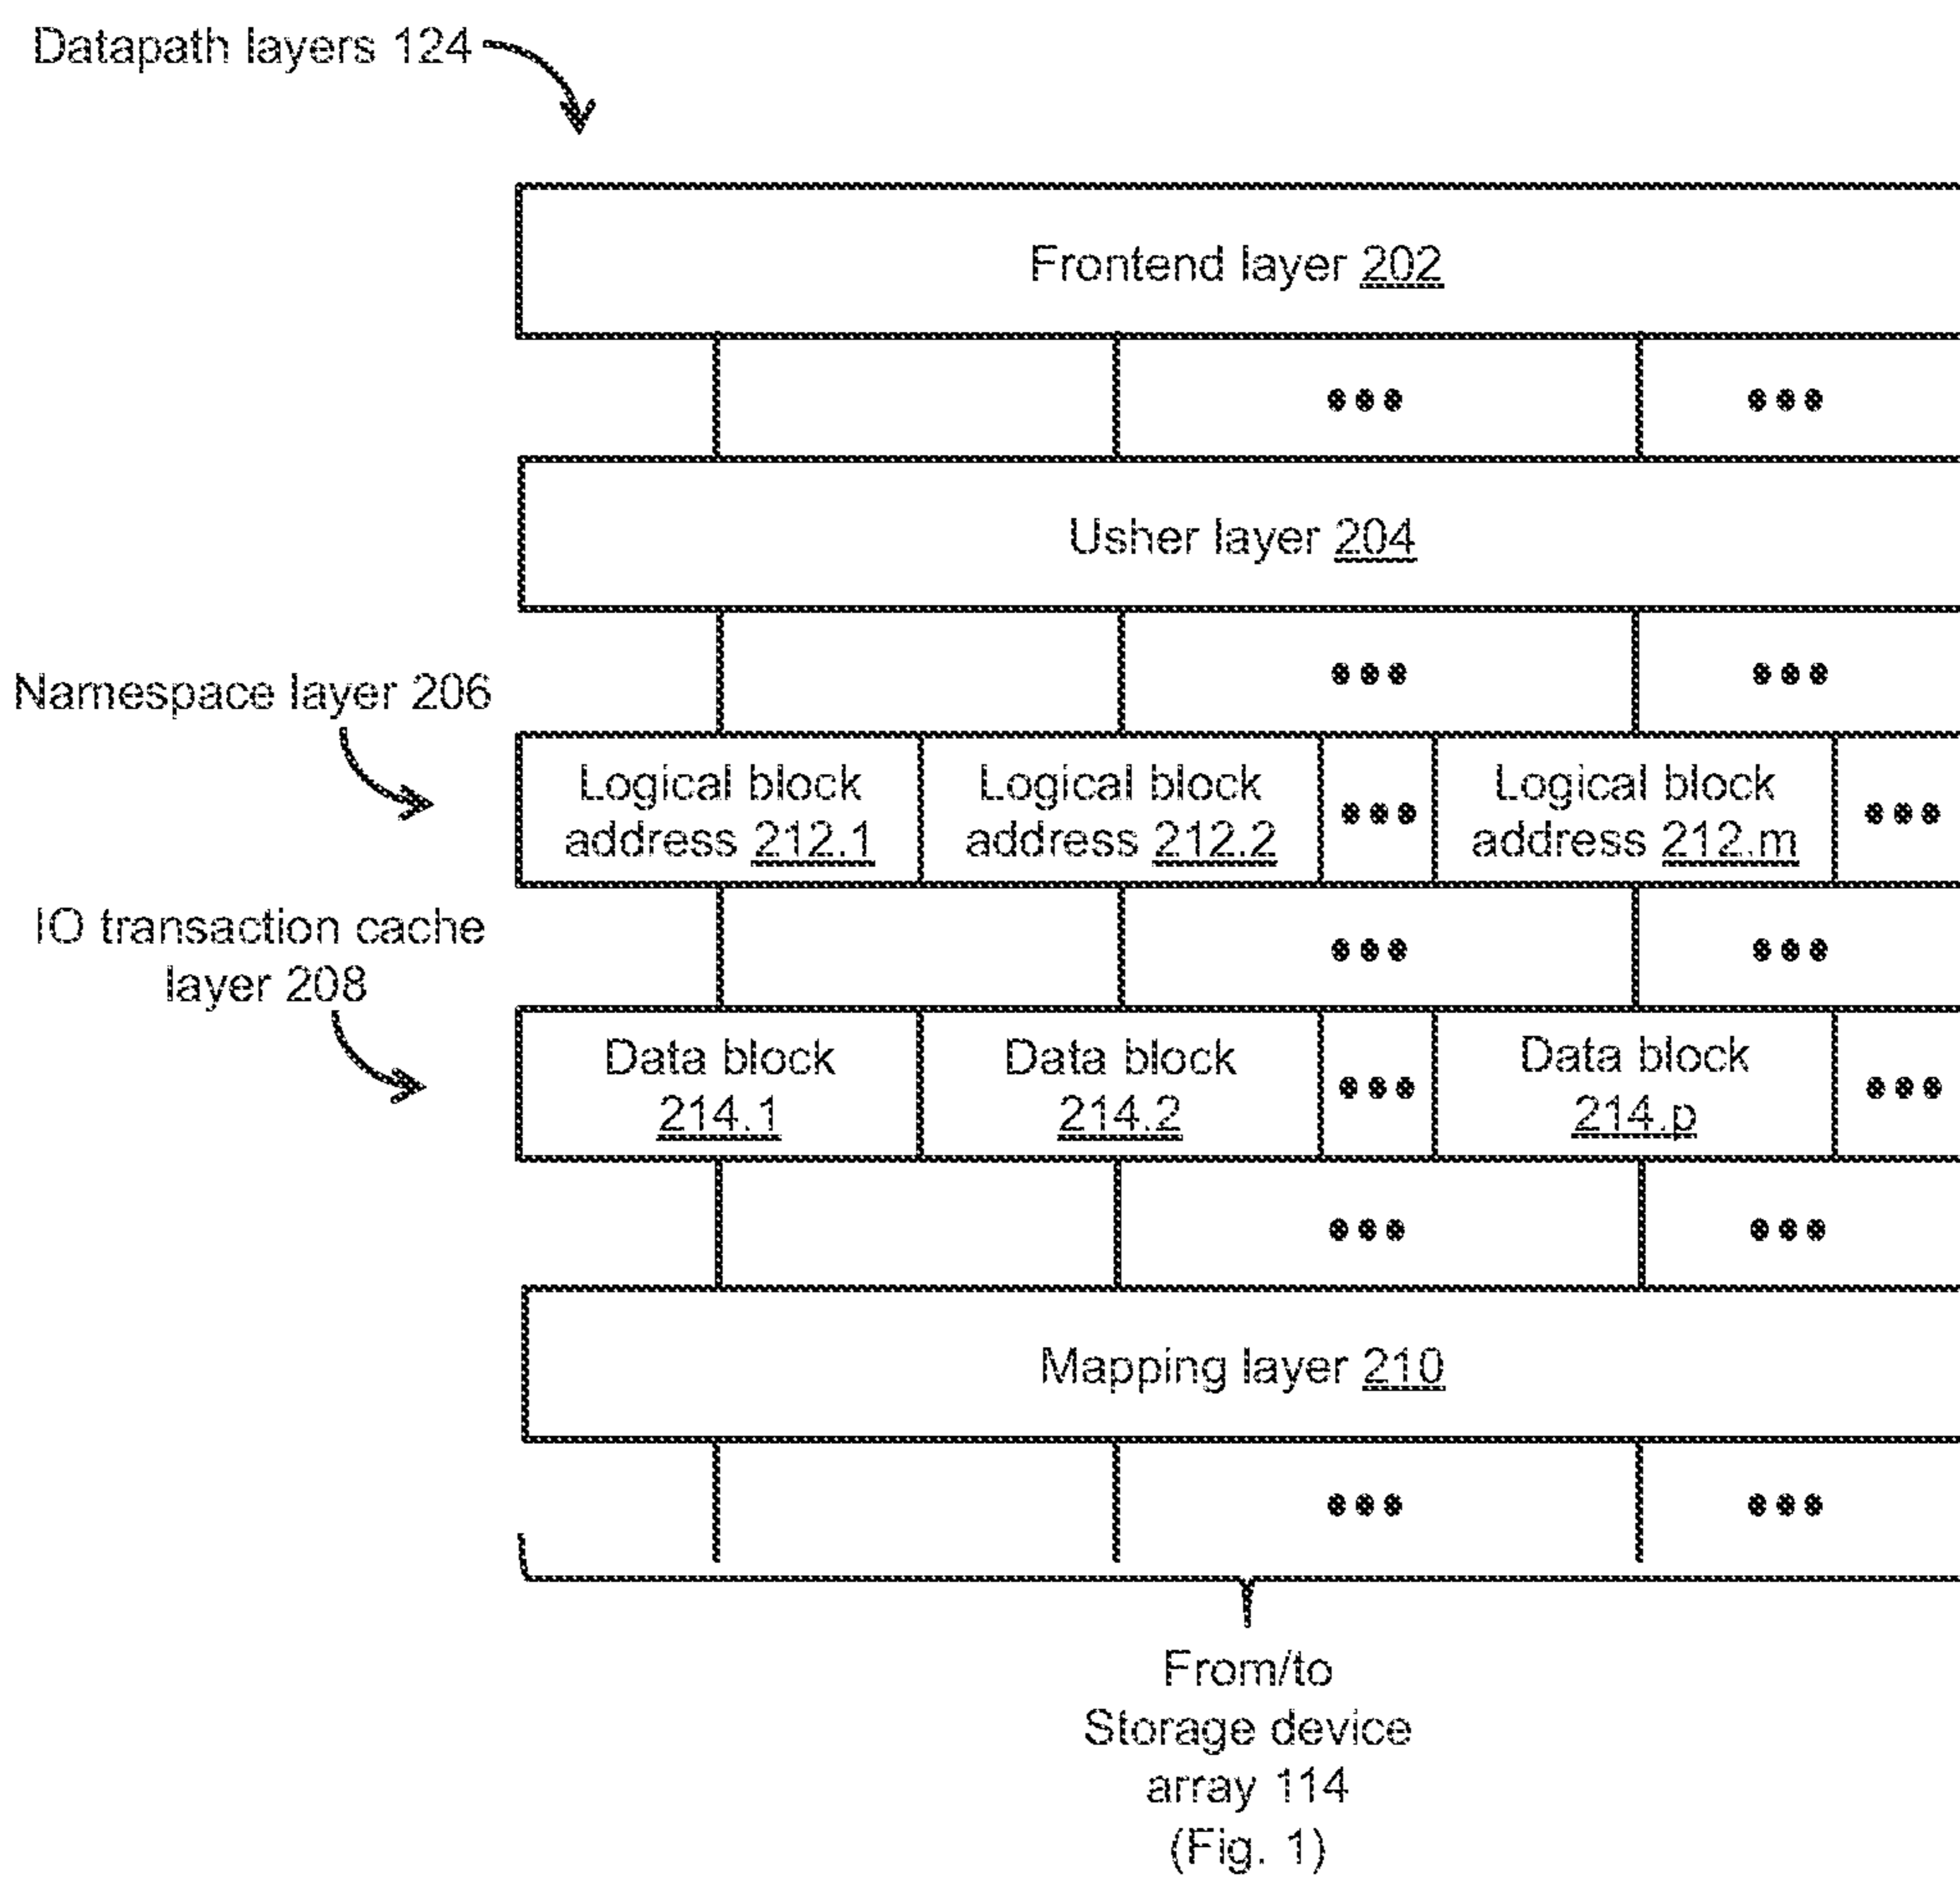 Datapath layers 124
Frontend layer 202
•••
•••
Usher layer 204
•••
•••
Namespace layer 206
Logical block
address 212.1
Logical block
address 212.2
•••
Logical block
address 212.m
•••
IO transaction cache
layer 208
•••
•••
Data block
214.1
Data block
214.2
•••
Data block
214.p
•••
•••
•••
Mapping layer 210
•••
•••
From/to
Storage device
array 114
(Fig. 1)